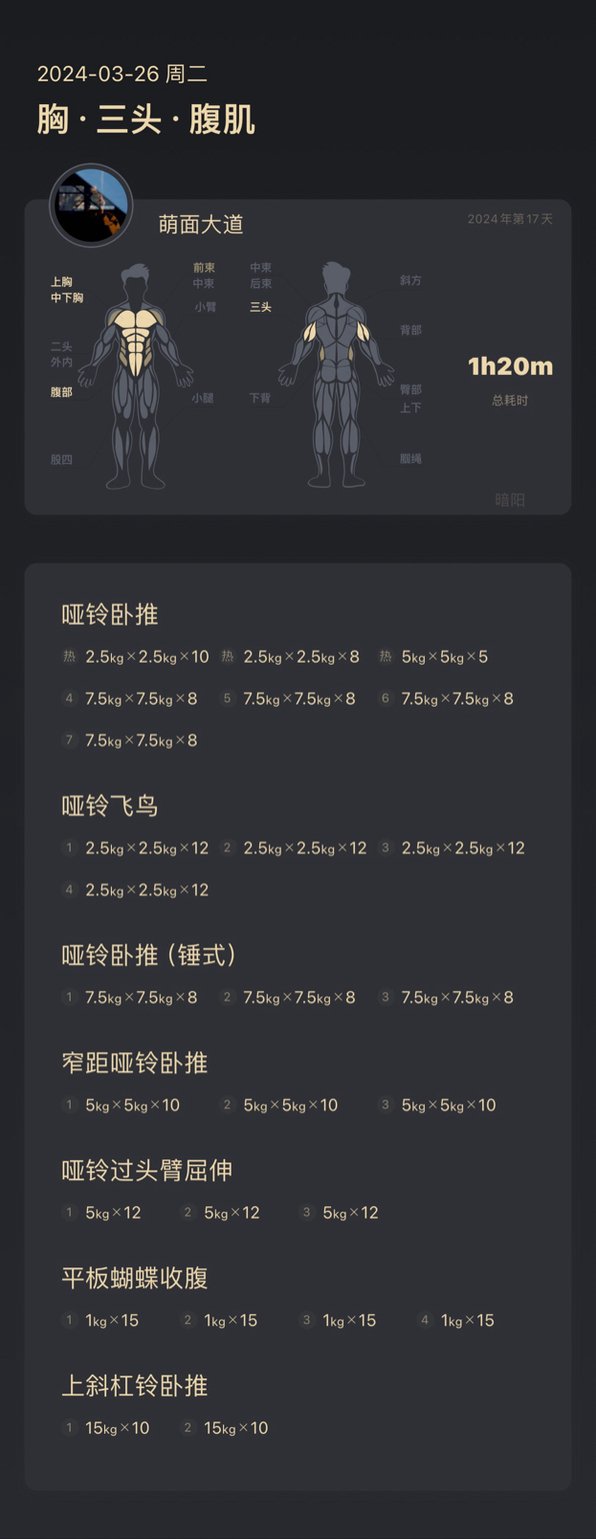 2024-03-26 周二
胸 · 三头 · 腹肌
萌面大道
2024年第17天
上胸
中下胸
前束
中束
中束
后束
斜方
小臂
三头
背部
二头
外内
腹部
小腿
下背
臀部
上下
股四
腘绳
1h20m
总耗时
暗阳
哑铃卧推
热 2.5kg×2.5kg×10 热 2.5kg×2.5kg×8 热 5kg×5kg×5
4 7.5kg×7.5kg×8 5 7.5kg×7.5kg×8 6 7.5kg×7.5kg×8
7 7.5kg×7.5kg×8
哑铃飞鸟
1 2.5kg×2.5kg×12 2 2.5kg×2.5kg×12 3 2.5kg×2.5kg×12
4 2.5kg×2.5kg×12
哑铃卧推 (锤式)
1 7.5kg×7.5kg×8 2 7.5kg×7.5kg×8 3 7.5kg×7.5kg×8
窄距哑铃卧推
1 5kg×5kg×10 2 5kg×5kg×10 3 5kg×5kg×10
哑铃过头臂屈伸
1 5kg×12 2 5kg×12 3 5kg×12
平板蝴蝶收腹
1 1kg×15 2 1kg×15 3 1kg×15 4 1kg×15
上斜杠铃卧推
1 15kg×10 2 15kg×10